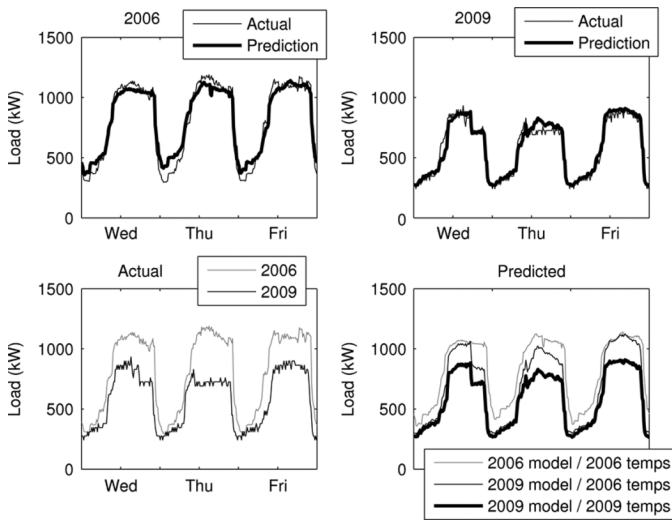 2006
Actual
Prediction
1500
1000
500
0
Load (kW)
Wed Thu Fri
2009
Actual
Prediction
1500
1000
500
0
Load (kW)
Wed Thu Fri
Actual
2006
2009
1500
1000
500
0
Load (kW)
Wed Thu Fri
Predicted
1500
1000
500
0
Load (kW)
2006 model / 2006 temps
2009 model / 2006 temps
2009 model / 2009 temps